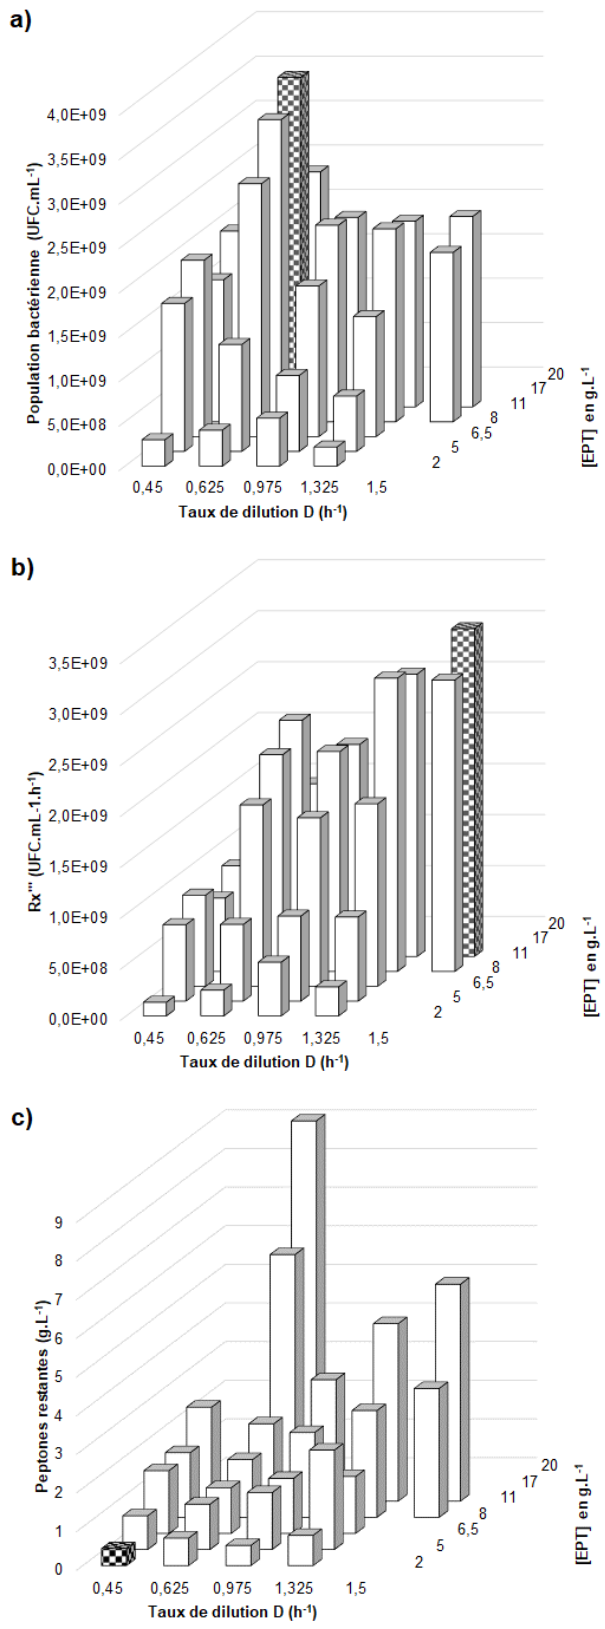 a)
Population bactérienne (UFC.mL-1)
4,0E+09
3,5E+09
3,0E+09
2,5E+09
2,0E+09
1,5E+09
1,0E+09
5,0E+08
0,0E+00
0,45 0,625 0,975 1,325 1,5
Taux de dilution D (h-1)
2 5 6,5 8 11 17 20
[EPT] en g.L-1
b)
Rx''' (UFC.mL-1.h-1)
3,5E+09
3,0E+09
2,5E+09
2,0E+09
1,5E+09
1,0E+09
5,0E+08
0,0E+00
0,45 0,625 0,975 1,325 1,5
Taux de dilution D (h-1)
2 5 6,5 8 11 17 20
[EPT] en g.L-1
c)
Peptones restantes (g.L-1)
9
8
7
6
5
4
3
2
1
0
0,45 0,625 0,975 1,325 1,5
Taux de dilution D (h-1)
2 5 6,5 8 11 17 20
[EPT] en g.L-1